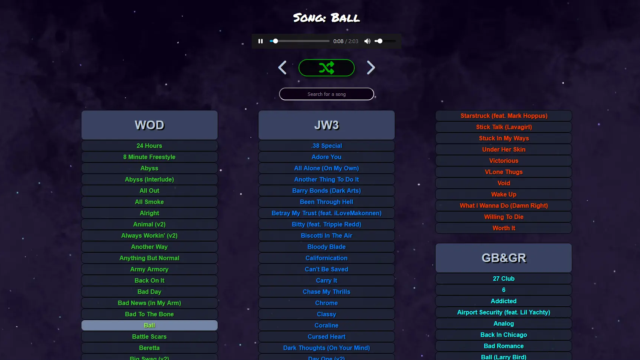 Song: Ball
0:08 / 2:03
Search for a song
WOD
24 Hours
8 Minute Freestyle
Abyss
Abyss (Interlude)
All Out
All Smoke
Alright
Animal (v2)
Always Workin' (v2)
Another Way
Anything But Normal
Army Armory
Back On It
Bad Day
Bad News (In My Arm)
Bad To The Bone
Ball
Battle Scars
Beretta
Big Swag (v2)
JW3
38 Special
Adore You
All Alone (On My Own)
Another Thing To Do It
Barry Bonds (Dark Arts)
Been Through Hell
Betray My Trust (feat. iLoveMakonnen)
Bitty (feat. Trippie Redd)
Biscotti in The Air
Bloody Blade
Californication
Can't Be Saved
Carry It
Chase My Thrills
Chrome
Classy
Coraline
Cursed Heart
Dark Thoughts (On Your Mind)
Day One (v2)
Starstruck (feat. Mark Hoppus)
Stick Talk (Lavagirl)
Stuck In My Ways
Under Her Skin
Victorious
VLone Thugs
Void
Wake Up
What I Wanna Do (Damn Right)
Willing To Die
Worth It
GB&GR
27 Club
6
Addicted
Airport Security (feat. Lil Yachty)
Analog
Back In Chicago
Bad Romance
Ball (Larry Bird)